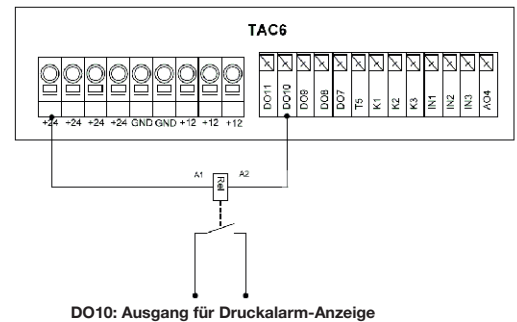 TAC6
DO11 DO10 DO9 DO8 DO7 T5 K1 K2 K3 IN1 IN2 IN3 AO4
+24 +24 +24 +24 GND GND +12 +12 +12
A1 Rel A2
DO10: Ausgang für Druckalarm-Anzeige